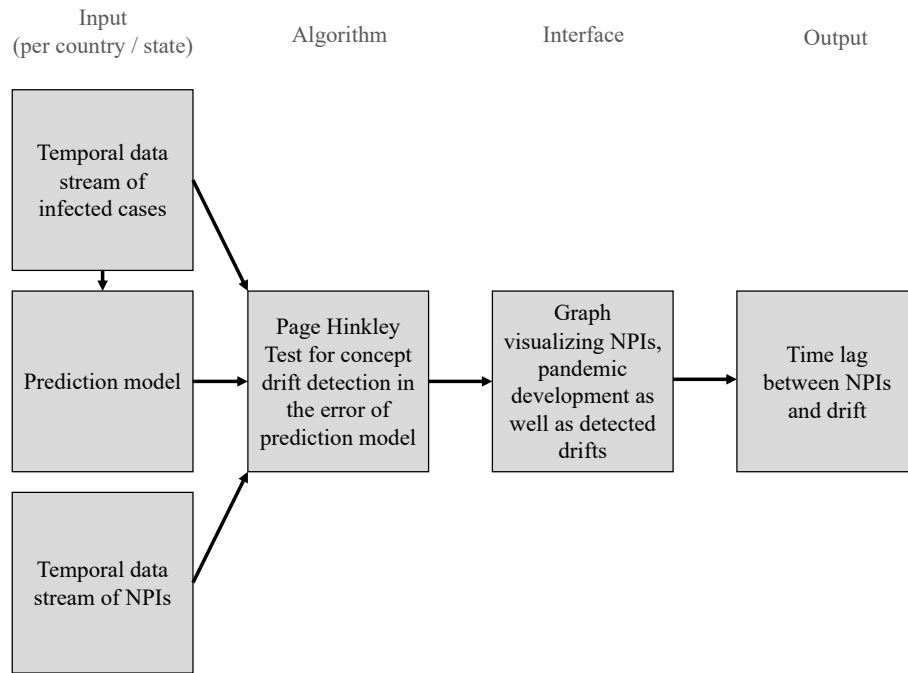 Input
(per country / state)
Algorithm
Interface
Output
Temporal data
stream of
infected cases
Prediction model
Temporal data
stream of NPIs
Page Hinkley
Test for concept
drift detection in
the error of
prediction model
Graph
visualizing NPIs,
pandemic
development as
well as detected
drifts
Time lag
between NPIs
and drift